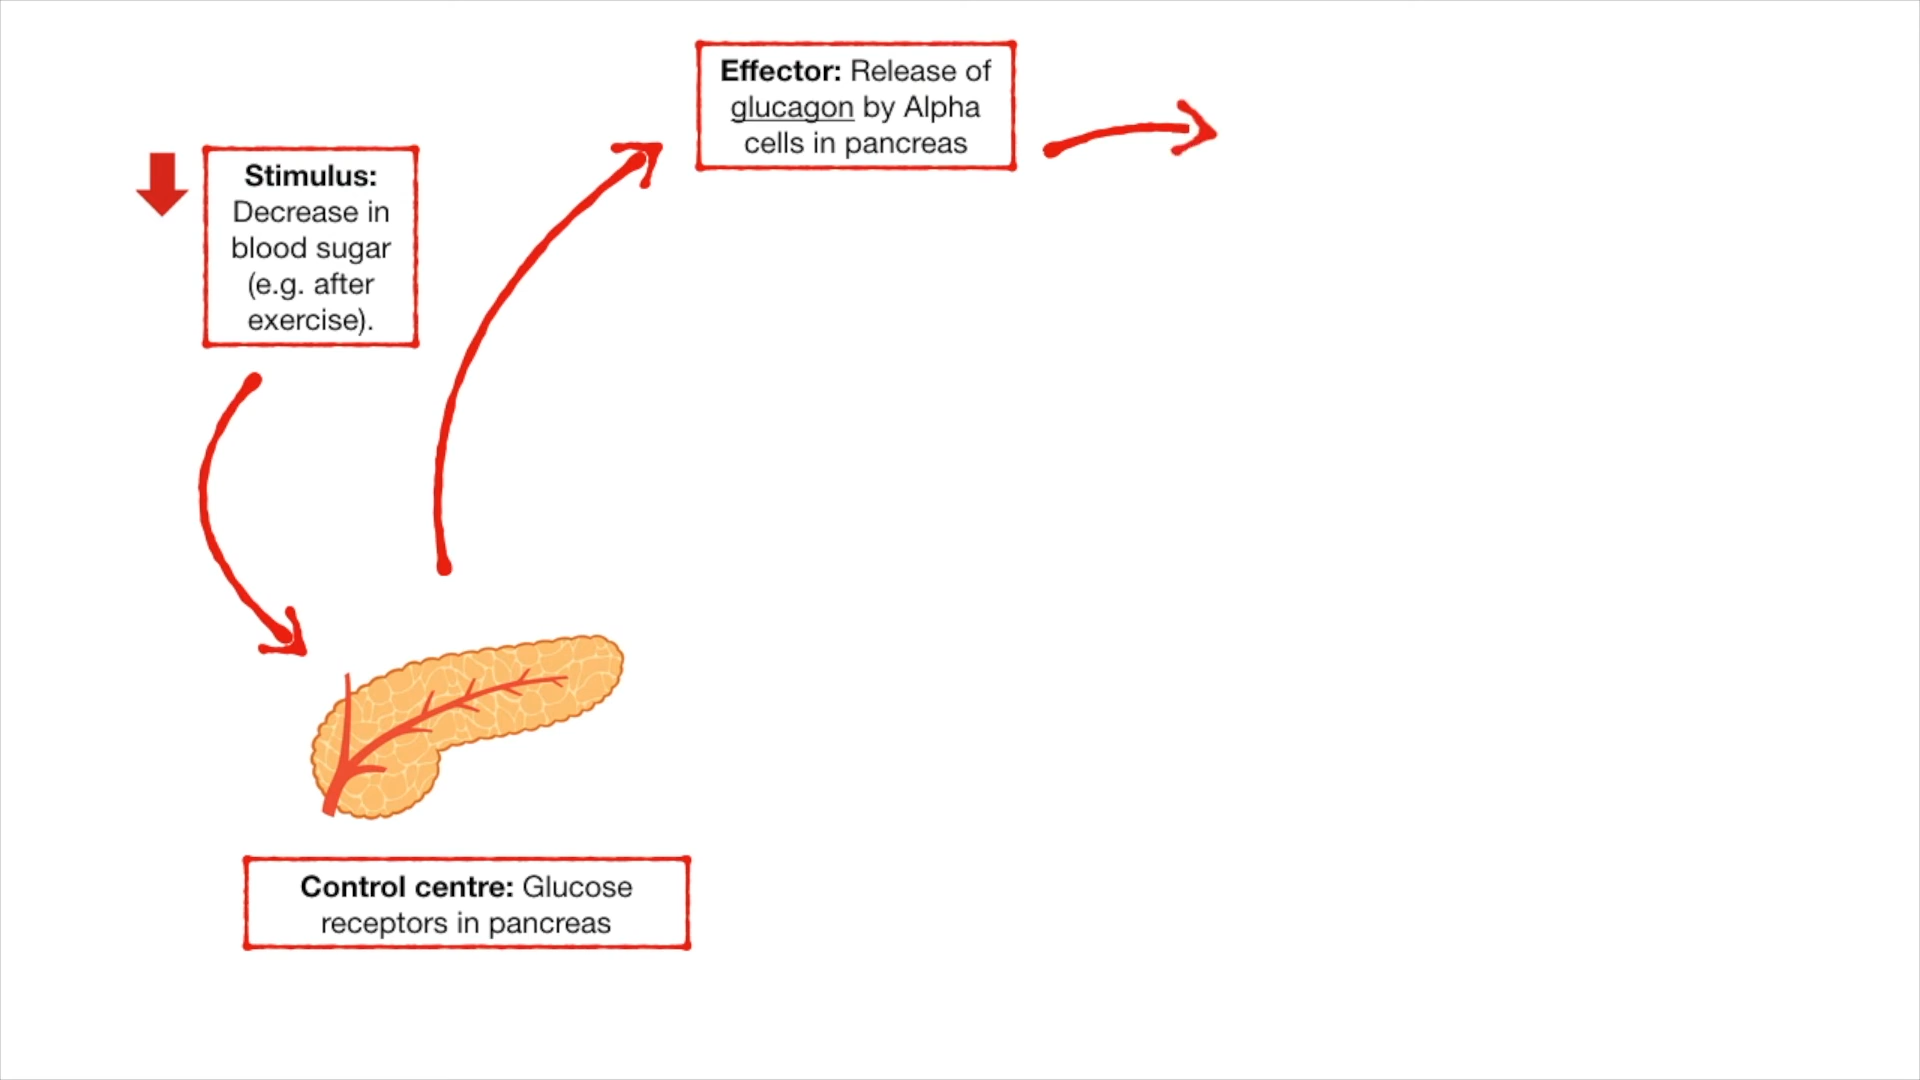 Stimulus:
Decrease in
blood sugar
(e.g. after
exercise).
Control centre: Glucose
receptors in pancreas
Effector: Release of
glucagon by Alpha
cells in pancreas